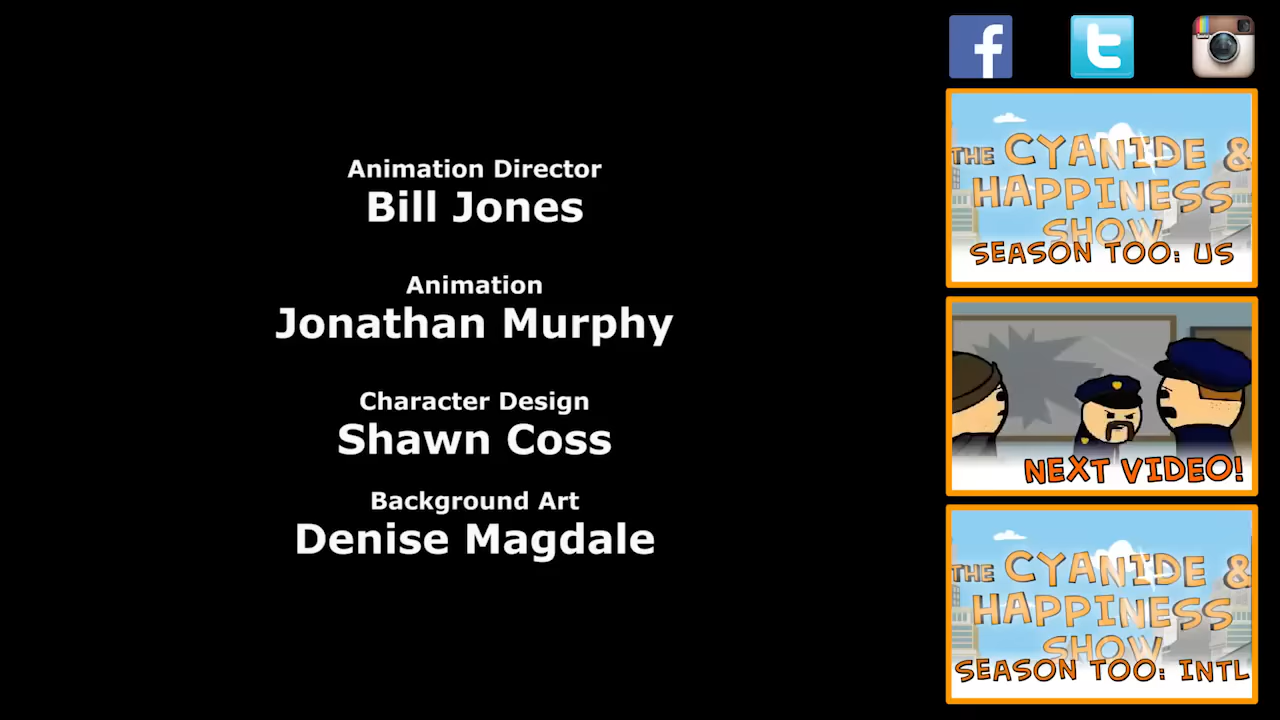 Animation Director
Bill Jones
Animation
Jonathan Murphy
Character Design
Shawn Coss
Background Art
Denise Magdale
THE CYANIDE &
HAPPINESS
SHOW
SEASON TOO: US
NEXT VIDEO!
THE CYANIDE &
HAPPINESS
SHOW
SEASON TOO: INTL